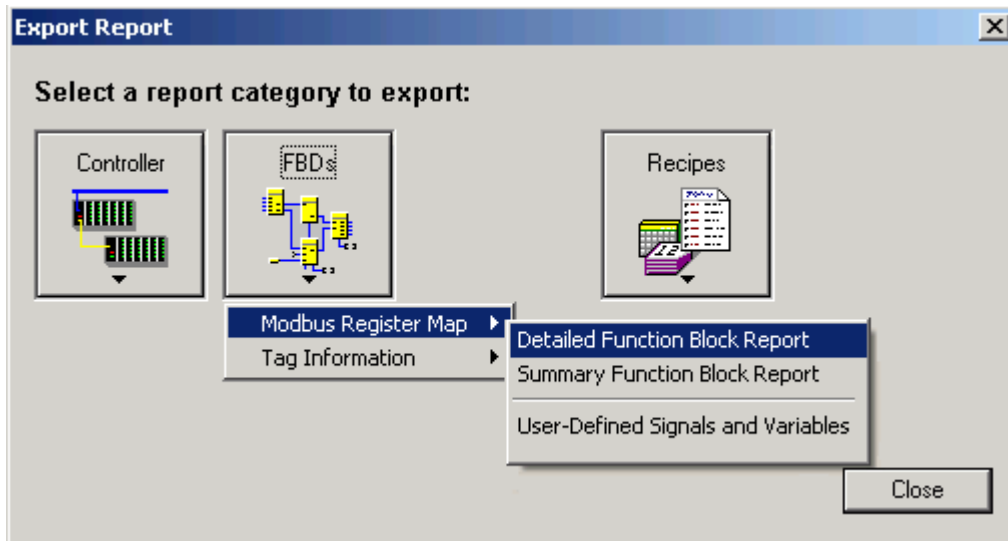 Export Report
Select a report category to export:
Controller
FBDs
Recipes
Modbus Register Map
Tag Information
Detailed Function Block Report
Summary Function Block Report
User-Defined Signals and Variables
Close